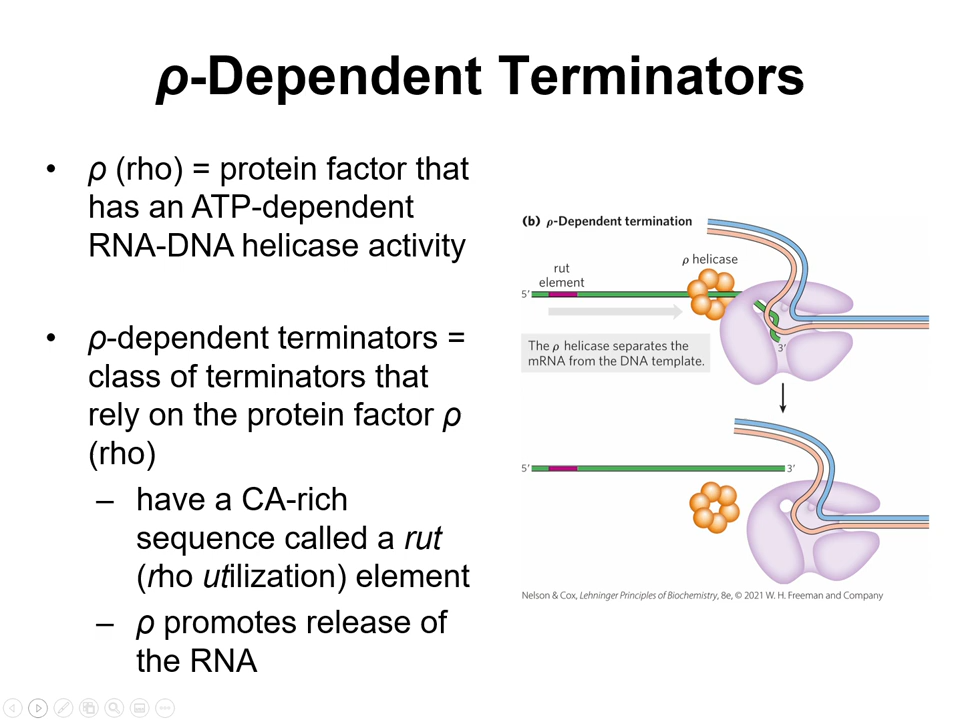 ρ-Dependent Terminators
• ρ (rho) = protein factor that
has an ATP-dependent
RNA-DNA helicase activity
• ρ-dependent terminators =
class of terminators that
rely on the protein factor ρ
(rho)
– have a CA-rich
sequence called a rut
(rho utilization) element
– ρ promotes release of
the RNA
(b) ρ-Dependent termination
ρ helicase
rut
element
5′
The ρ helicase separates the
mRNA from the DNA template.
3′
5′
3′
Nelson & Cox, Lehninger Principles of Biochemistry, 8e, © 2021 W. H. Freeman and Company